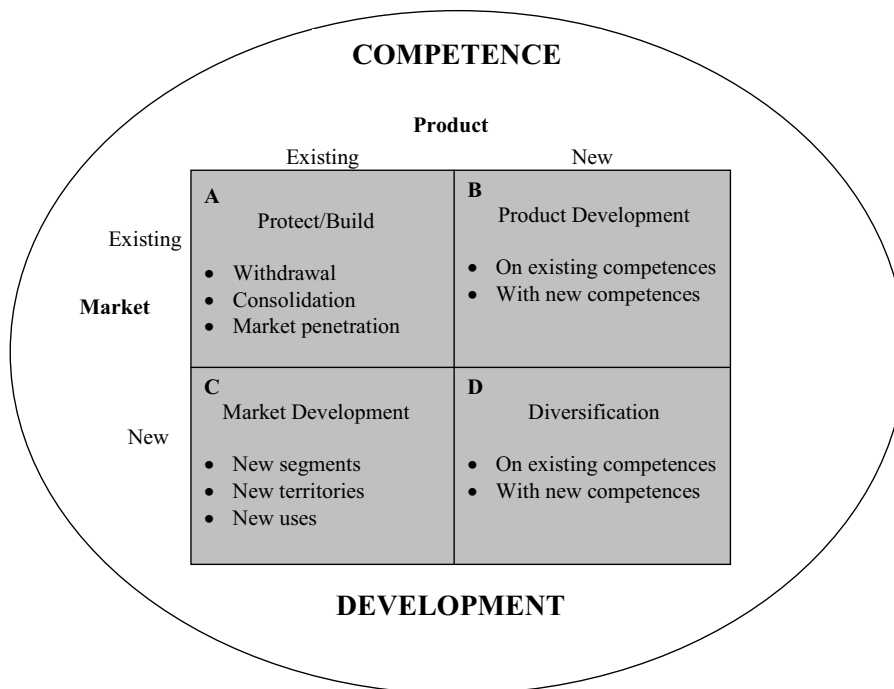 COMPETENCE
Product
Existing New
A
Protect/Build
• Withdrawal
• Consolidation
• Market penetration
B
Product Development
• On existing competences
• With new competences
Existing
Market
New
C
Market Development
• New segments
• New territories
• New uses
D
Diversification
• On existing competences
• With new competences
DEVELOPMENT